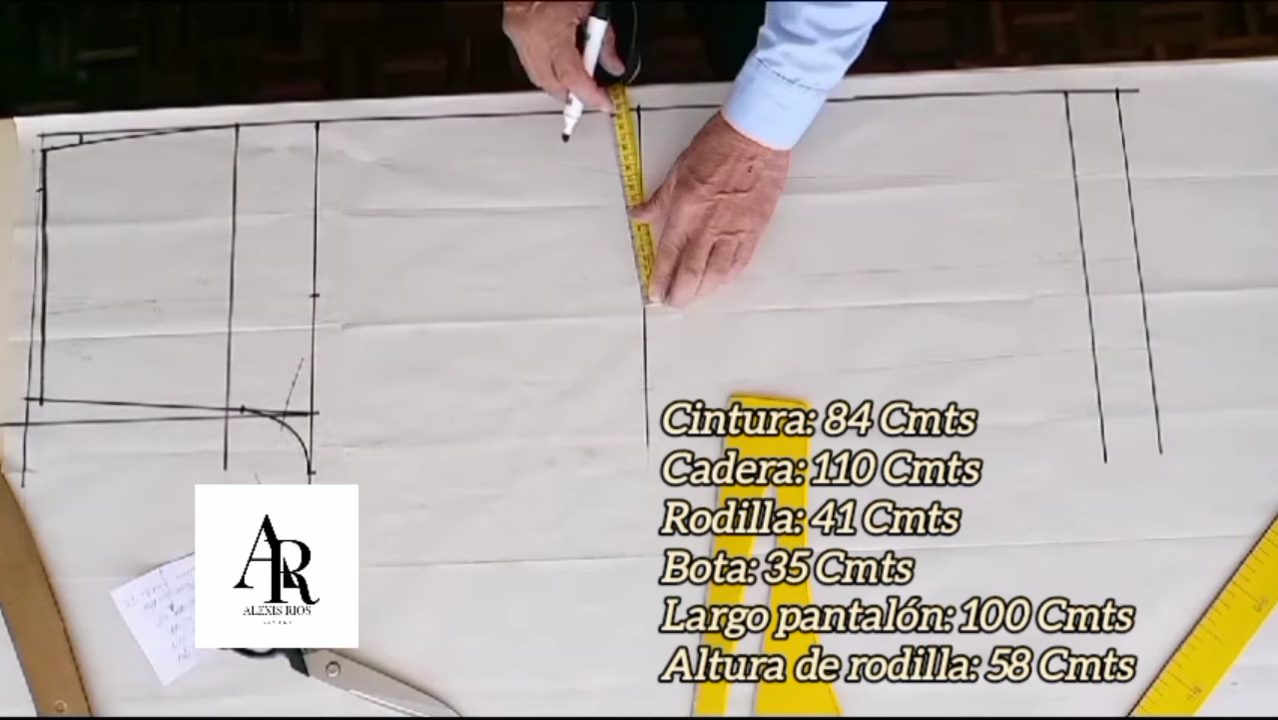 Cintura: 84 Cmts
Cadera: 110 Cmts
Rodilla: 41 Cmts
Bota: 35 Cmts
Largo pantalón: 100 Cmts
Altura de rodilla: 58 Cmts
AR
ALEXIS RIOS